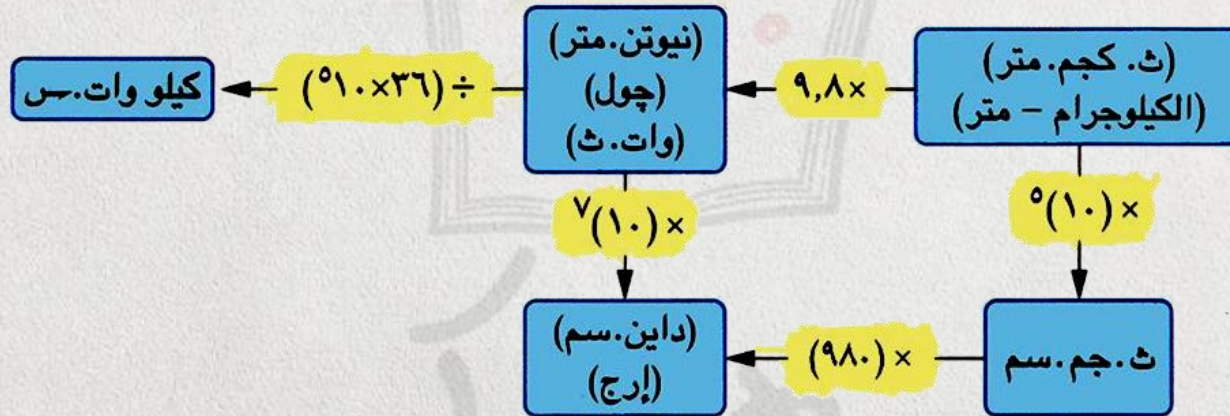 (ث. كجم. متر)
(الكيلوجرام – متر)
×٩,٨
(نيوتن.متر)
(چول)
(وات.ث)
÷ (٣٦×١٠⁵)
كيلو وات.س
× (١٠)⁵
× (١٠)⁷
ث.جم.سم
× (٩٨٠)
(داين.سم)
(إرج)